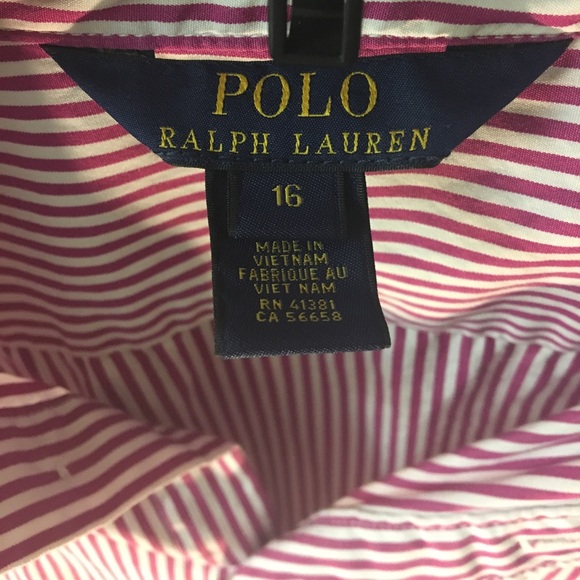 POLO
RALPH LAUREN
16
MADE IN
VIETNAM
FABRIQUE AU
VIET NAM
RN 41381
CA 56658